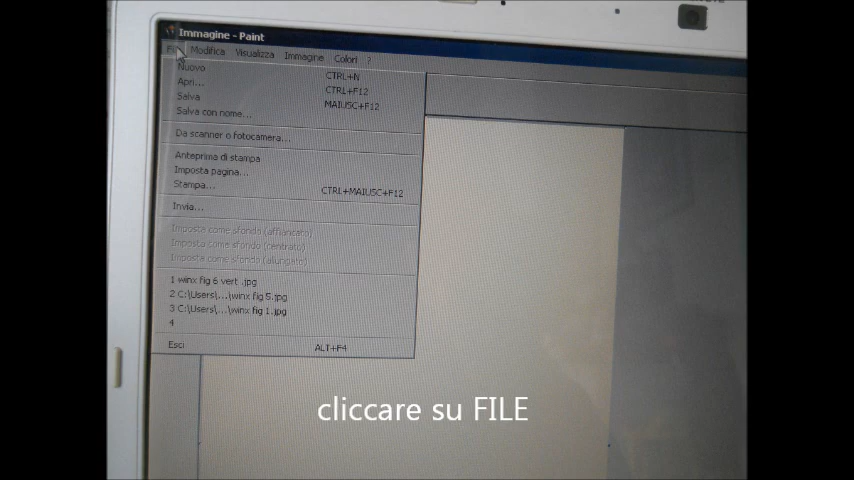 Immagine - Paint
File Modifica Visualizza Immagine Colori ?
Nuovo CTRL+N
Apri... CTRL+F12
Salva MAIUSC+F12
Salva con nome...
Da scanner o fotocamera...
Anteprima di stampa
Imposta pagina...
Stampa... CTRL+MAIUSC+F12
Invia...
Imposta come sfondo (affiancato)
Imposta come sfondo (centrato)
Imposta come sfondo (allungato)
1 winx fig 6 vert .jpg
2 C:\Users\...\winx fig 5.jpg
3 C:\Users\...\winx fig 1.jpg
4
Esci ALT+F4
cliccare su FILE